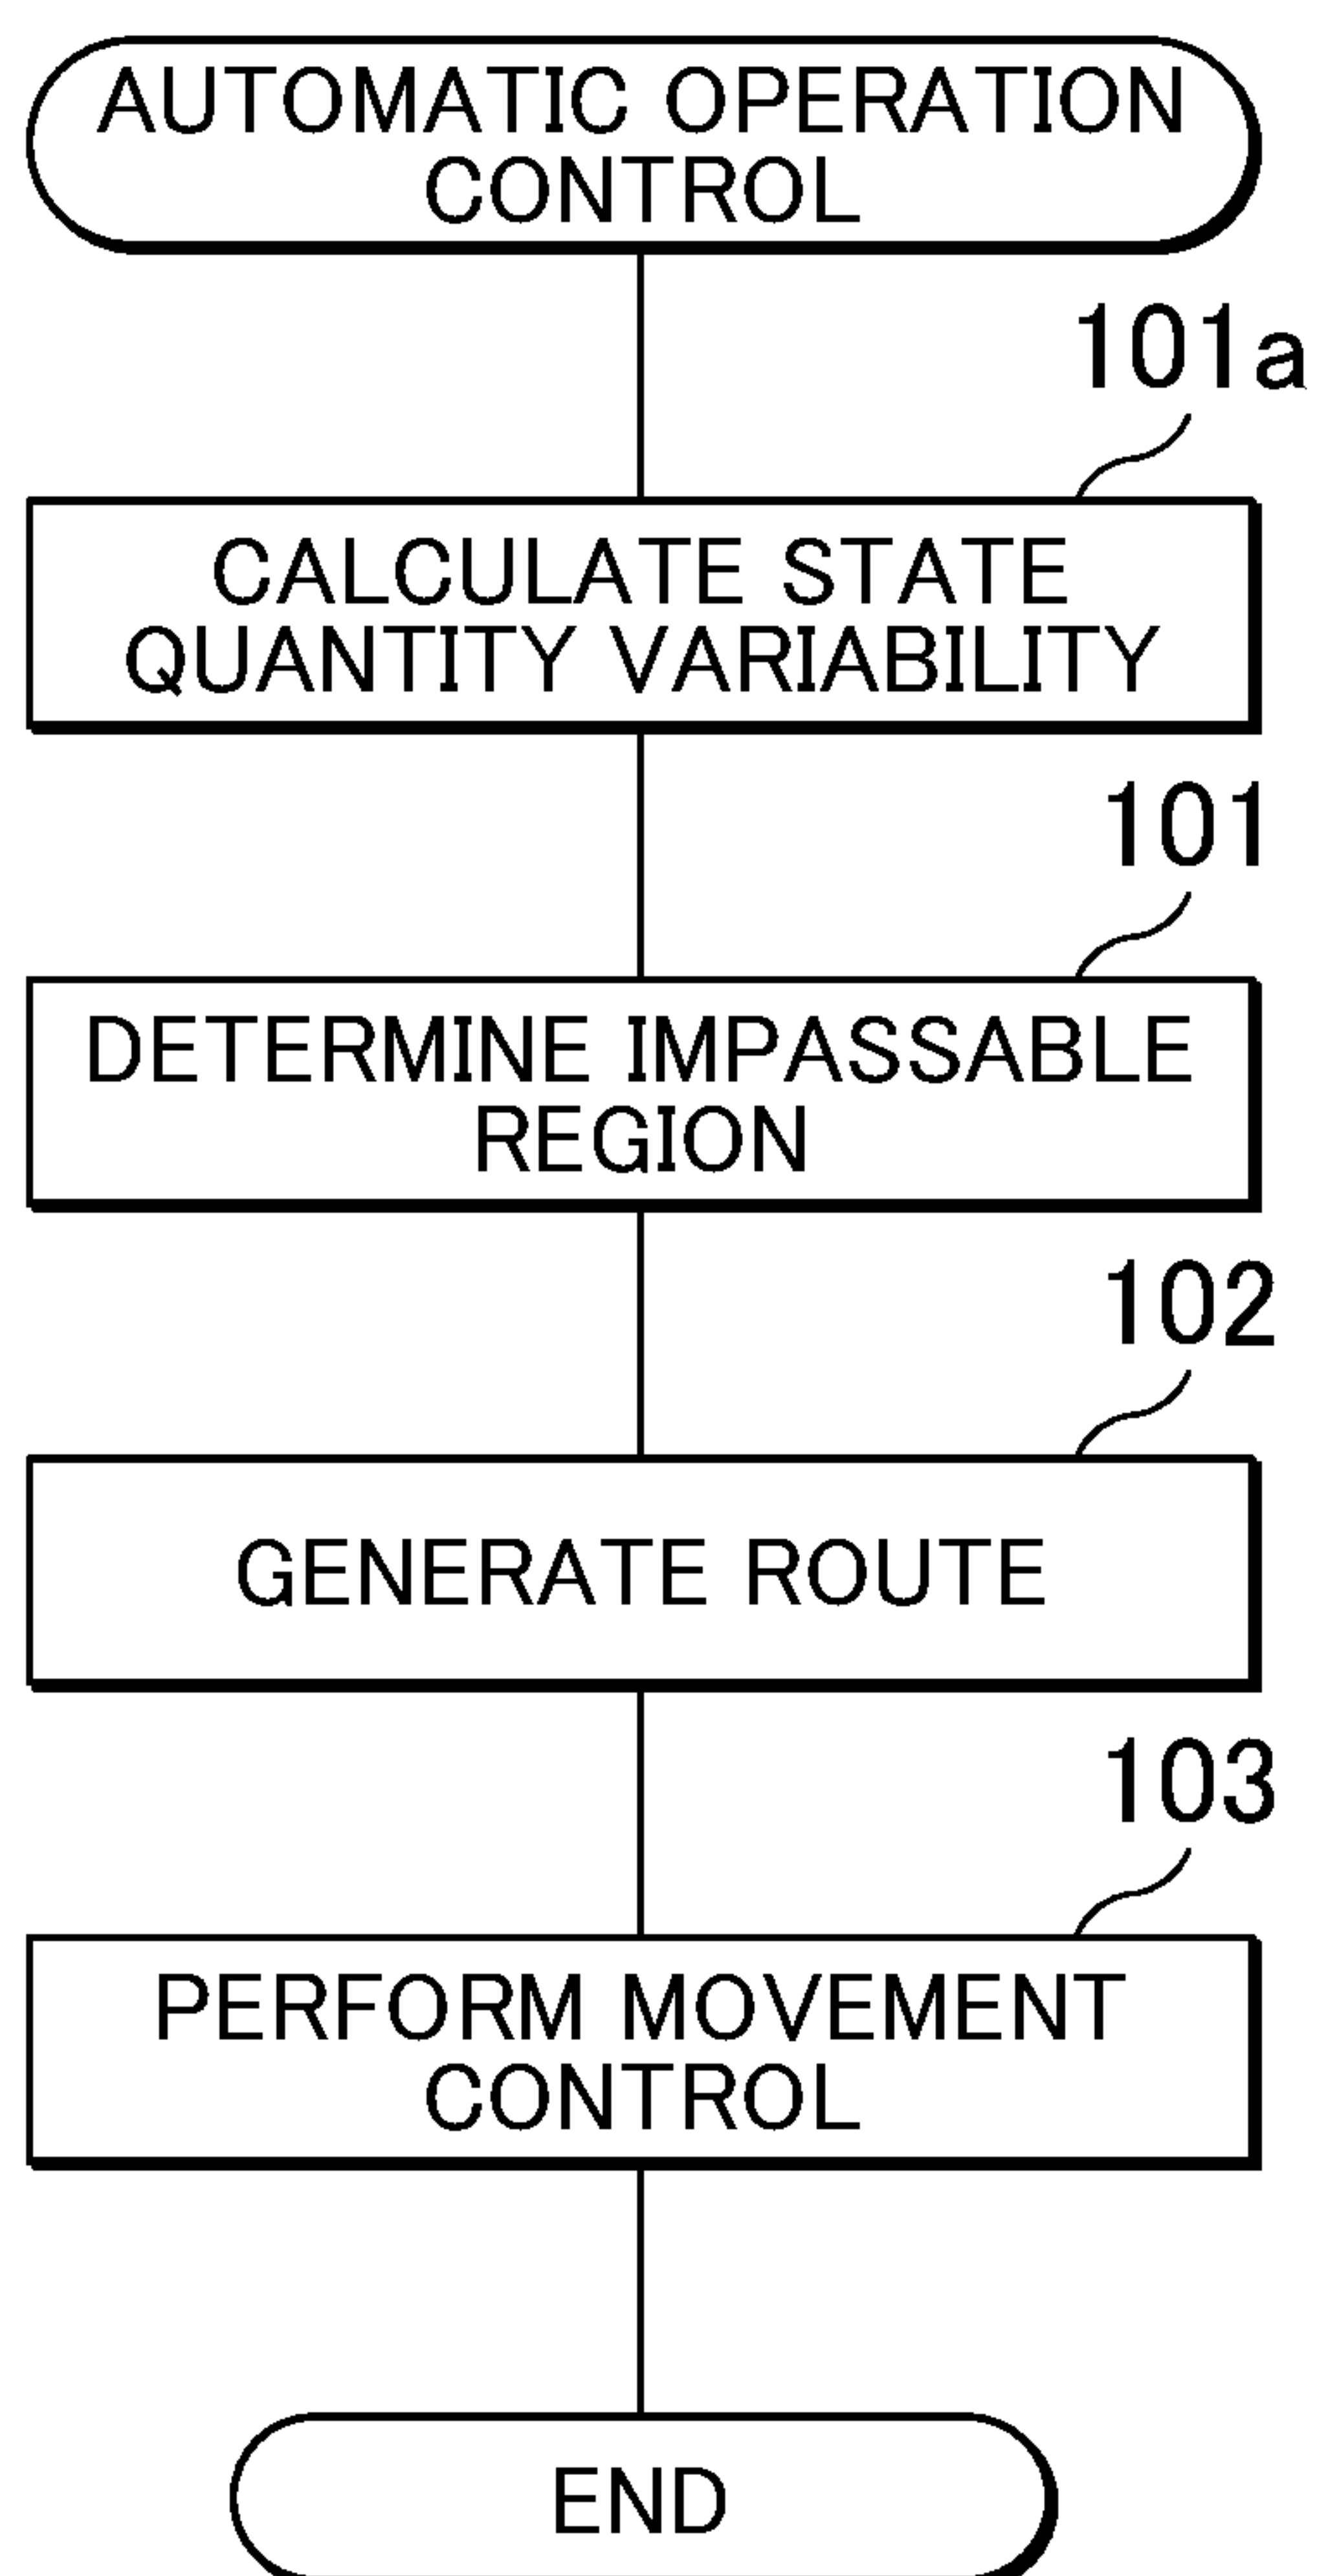 AUTOMATIC OPERATION
CONTROL
101a
CALCULATE STATE
QUANTITY VARIABILITY
101
DETERMINE IMPASSABLE
REGION
102
GENERATE ROUTE
103
PERFORM MOVEMENT
CONTROL
END